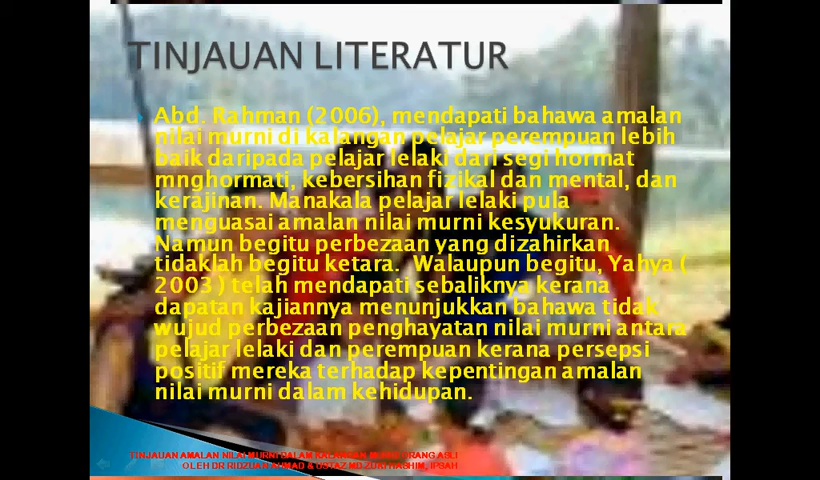 TINJAUAN LITERATUR
Abd. Rahman (2006), mendapati bahawa amalan
nilai murni di kalangan pelajar perempuan lebih
baik daripada pelajar lelaki dari segi hormat
mnghormati, kebersihan fizikal dan mental, dan
kerajinan. Manakala pelajar lelaki pula
menguasai amalan nilai murni kesyukuran.
Namun begitu perbezaan yang dizahirkan
tidaklah begitu ketara. Walaupun begitu, Yahya (
2003 ) telah mendapati sebaliknya kerana
dapatan kajiannya menunjukkan bahawa tidak
wujud perbezaan penghayatan nilai murni antara
pelajar lelaki dan perempuan kerana persepsi
positif mereka terhadap kepentingan amalan
nilai murni dalam kehidupan.
TINJAUAN AMALAN NILAI MURNI DALAM KALANGAN MURID ORANG ASLI
OLEH DR RIDZUAN AHMAD & USTAZ MD ZUKI HASHIM, IPSAH